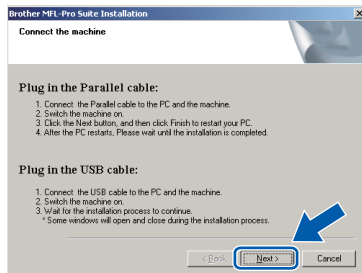 Brother MFL-Pro Suite Installation
Connect the machine
Plug in the Parallel cable:
1. Connect the Parallel cable to the PC and the machine.
2. Switch the machine on.
3. Click the Next button, and then click Finish to restart your PC.
4. After the PC restarts, Please wait until the installation is completed.
Plug in the USB cable:
1. Connect the USB cable to the PC and the machine.
2. Switch the machine on.
3. Wait for the installation process to continue.
* Some windows will open and close during the installation process.
< Back Next > Cancel